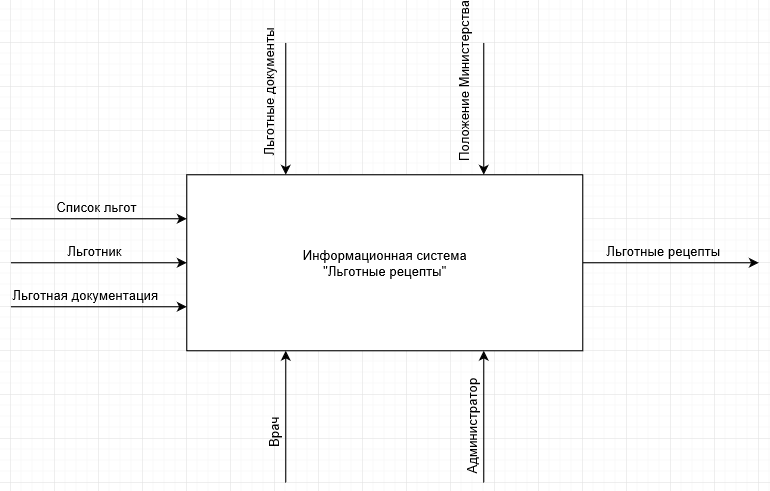 Льготные документы
Положение Министерства
Список льгот
Льготник
Льготная документация
Информационная система
"Льготные рецепты"
Льготные рецепты
Врач
Администратор